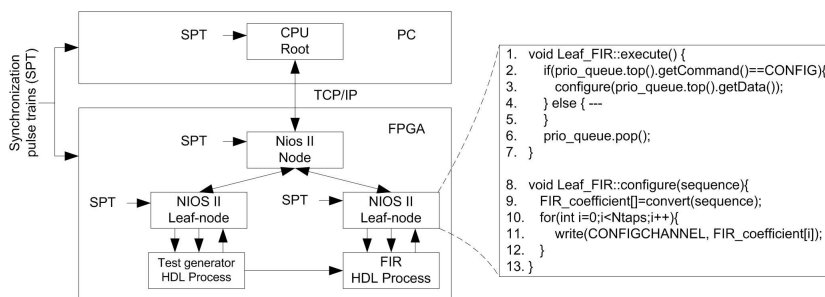 Synchronization
pulse trains (SPT)
SPT
CPU
Root
PC
TCP/IP
FPGA
SPT
Nios II
Node
SPT
NIOS II
Leaf-node
SPT
NIOS II
Leaf-node
Test generator
HDL Process
FIR
HDL Process
1. void Leaf_FIR::execute() {
2. if(prio_queue.top().getCommand()==CONFIG){
3. configure(prio_queue.top().getData());
4. } else { ---
5. }
6. prio_queue.pop();
7. }
8. void Leaf_FIR::configure(sequence){
9. FIR_coefficient[]=convert(sequence);
10. for(int i=0;i<Ntaps;i++){
11. write(CONFIGCHANNEL, FIR_coefficient[i]);
12. }
13. }